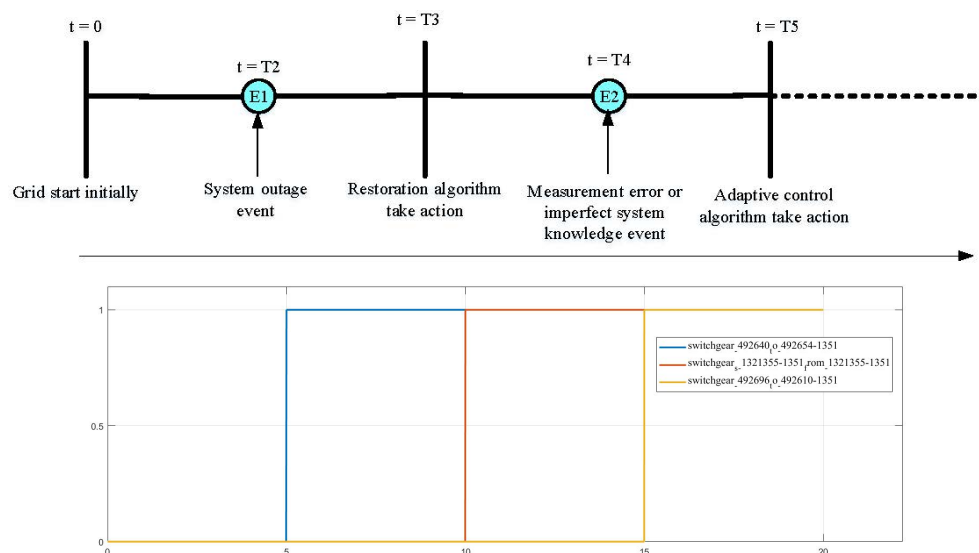 t = 0
t = T3
t = T5
t = T2
t = T4
E1
E2
Grid start initially
System outage
event
Restoration algorithm
take action
Measurement error or
imperfect system
knowledge event
Adaptive control
algorithm take action
1
0.5
0
0
5
10
15
20
switchgear_492640_to_492654-1351
switchgear_s_1321355-1351_from_1321355-1351
switchgear_492696_to_492610-1351